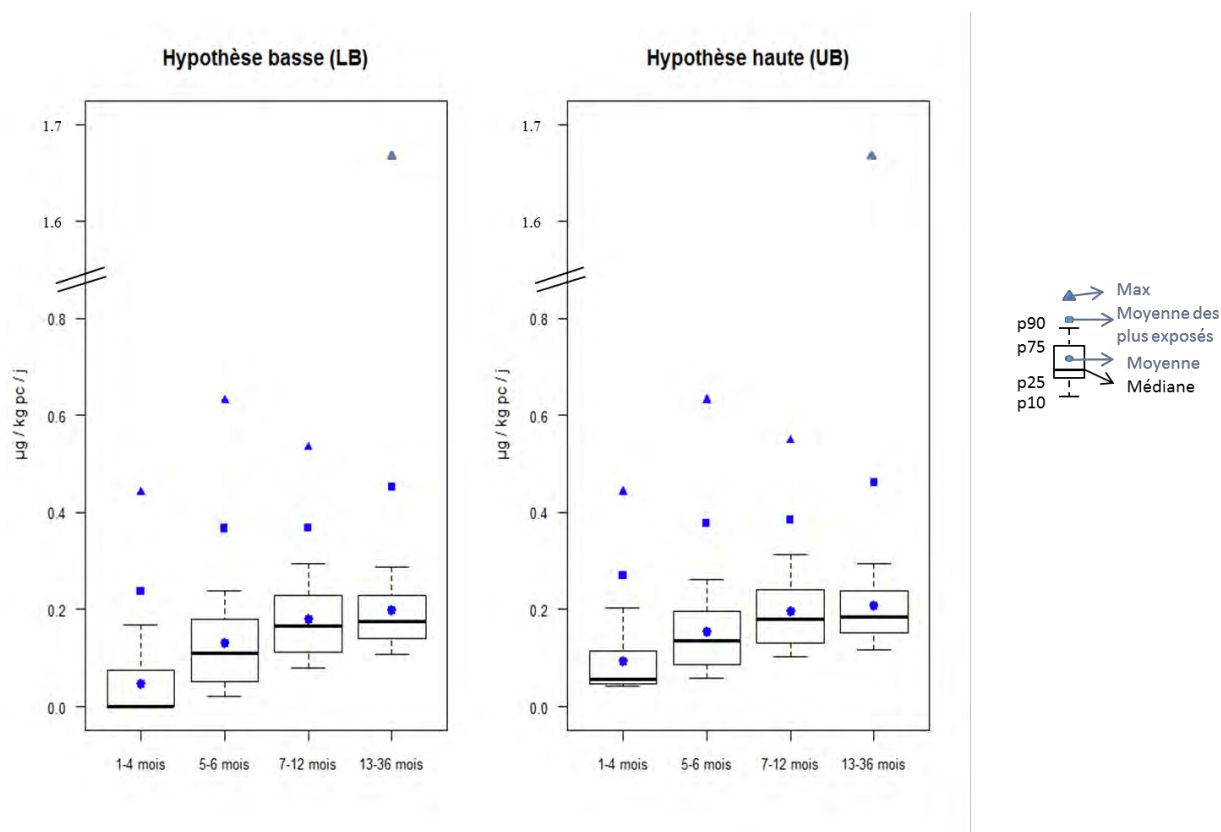 Hypothèse basse (LB)
1.7
1.6
0.8
0.6
0.4
0.2
0.0
µg / kg pc / j
1-4 mois
5-6 mois
7-12 mois
13-36 mois
Hypothèse haute (UB)
1.7
1.6
0.8
0.6
0.4
0.2
0.0
µg / kg pc / j
1-4 mois
5-6 mois
7-12 mois
13-36 mois
Max
Moyenne des
plus exposés
Moyenne
Médiane
p90
p75
p25
p10